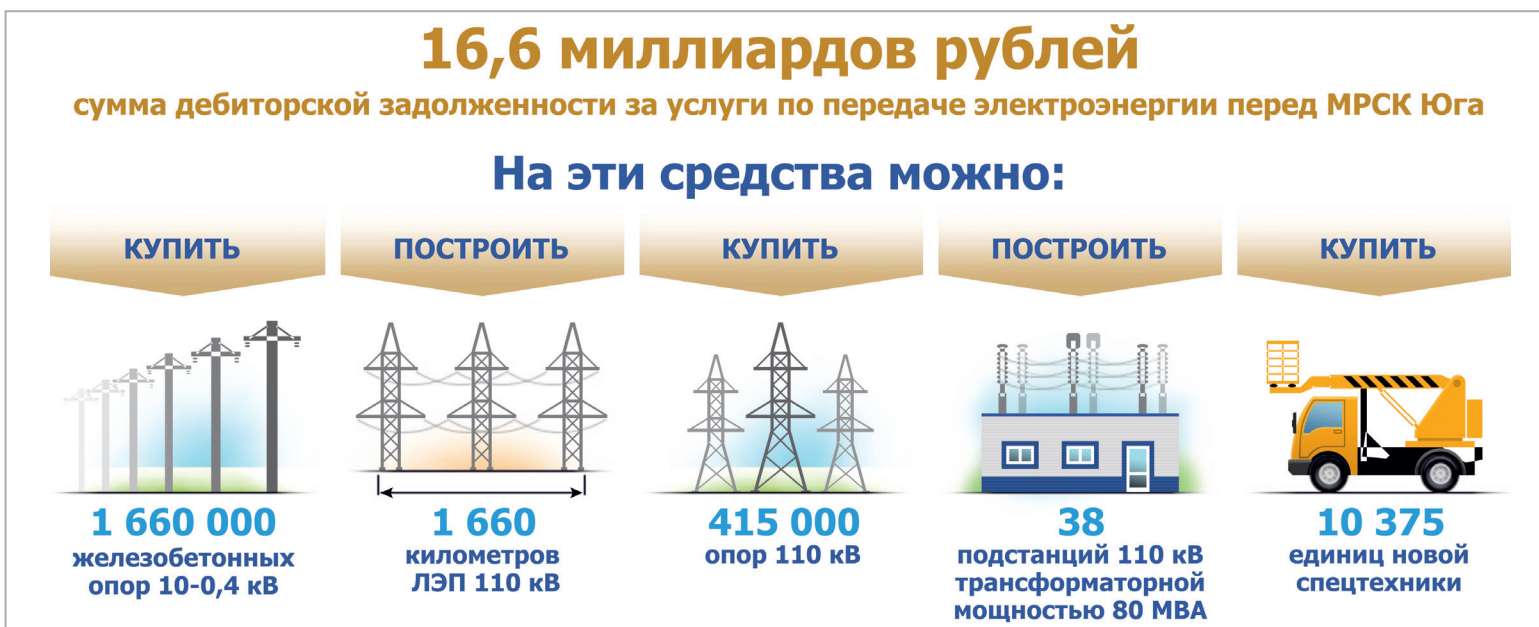 16,6 миллиардов рублей
сумма дебиторской задолженности за услуги по передаче электроэнергии перед МРСК Юга
На эти средства можно:
КУПИТЬ
1 660 000
железобетонных
опор 10-0,4 кВ
ПОСТРОИТЬ
1 660
километров
ЛЭП 110 кВ
КУПИТЬ
415 000
опор 110 кВ
ПОСТРОИТЬ
38
подстанций 110 кВ
трансформаторной
мощностью 80 МВА
КУПИТЬ
10 375
единиц новой
спецтехники